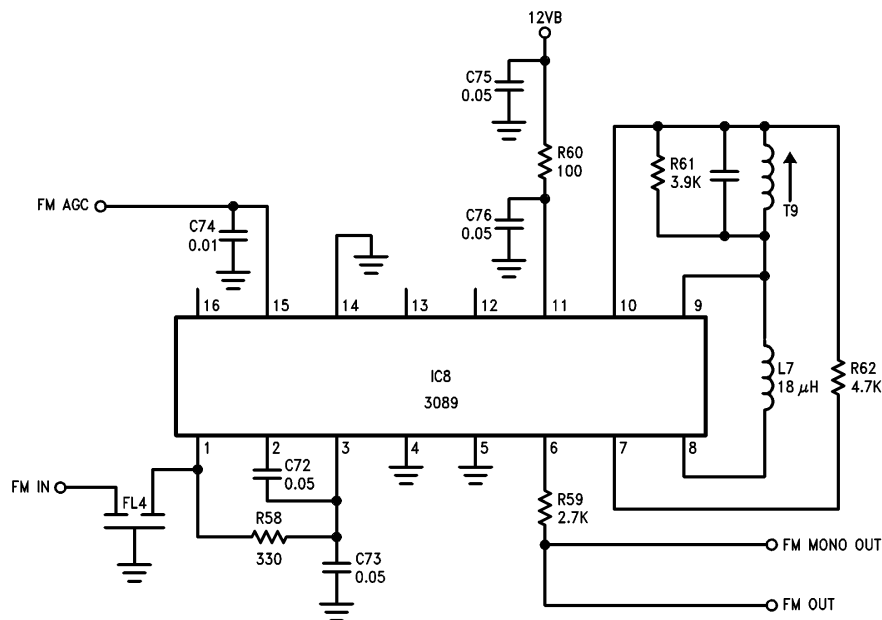 12VB
C75
0.05
R60
100
R61
3.9K
T9
FM AGC
C74
0.01
C76
0.05
16
15
14
13
12
11
10
9
IC8
3089
L7
18 μH
R62
4.7K
1
2
3
4
5
6
7
8
FM IN
FL4
C72
0.05
R58
330
C73
0.05
R59
2.7K
FM MONO OUT
FM OUT